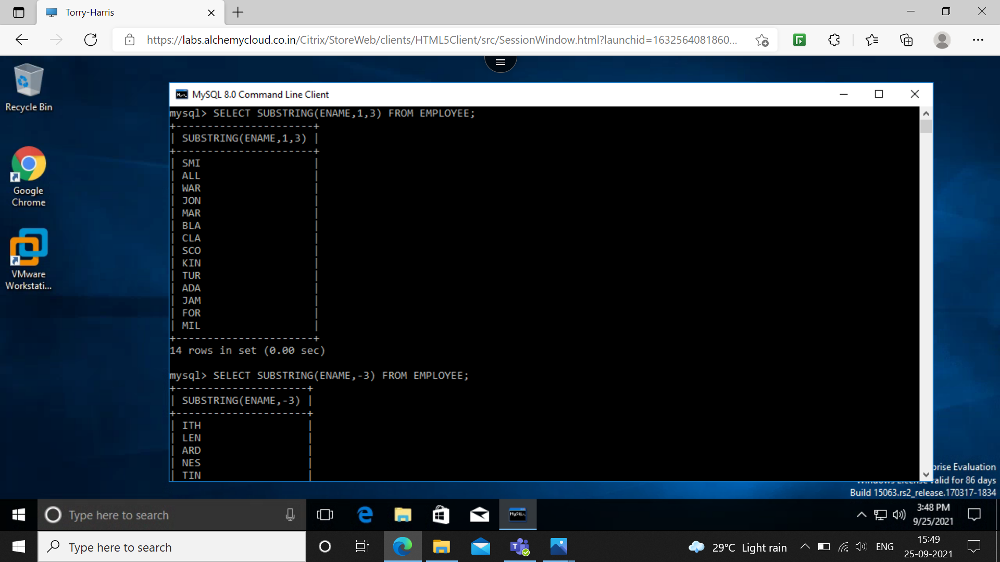 Torry-Harris
https://labs.alchemycloud.co.in/Citrix/StoreWeb/clients/HTML5Client/src/SessionWindow.html?launchid=1632564081860...
Recycle Bin
Google
Chrome
VMware
Workstati...
MySQL 8.0 Command Line Client
mysql> SELECT SUBSTRING(ENAME,1,3) FROM EMPLOYEE;
+----------------------+
| SUBSTRING(ENAME,1,3) |
+----------------------+
| SMI                  |
| ALL                  |
| WAR                  |
| JON                  |
| MAR                  |
| BLA                  |
| CLA                  |
| SCO                  |
| KIN                  |
| TUR                  |
| ADA                  |
| JAM                  |
| FOR                  |
| MIL                  |
+----------------------+
14 rows in set (0.00 sec)
mysql> SELECT SUBSTRING(ENAME,-3) FROM EMPLOYEE;
+---------------------+
| SUBSTRING(ENAME,-3) |
+---------------------+
| ITH                 |
| LEN                 |
| ARD                 |
| NES                 |
| TIN                 |
prise Evaluation
Windows License valid for 86 days
Build 15063.rs2_release.170317-1834
Type here to search
3:48 PM
9/25/2021
Type here to search
29°C Light rain
ENG
15:49
25-09-2021